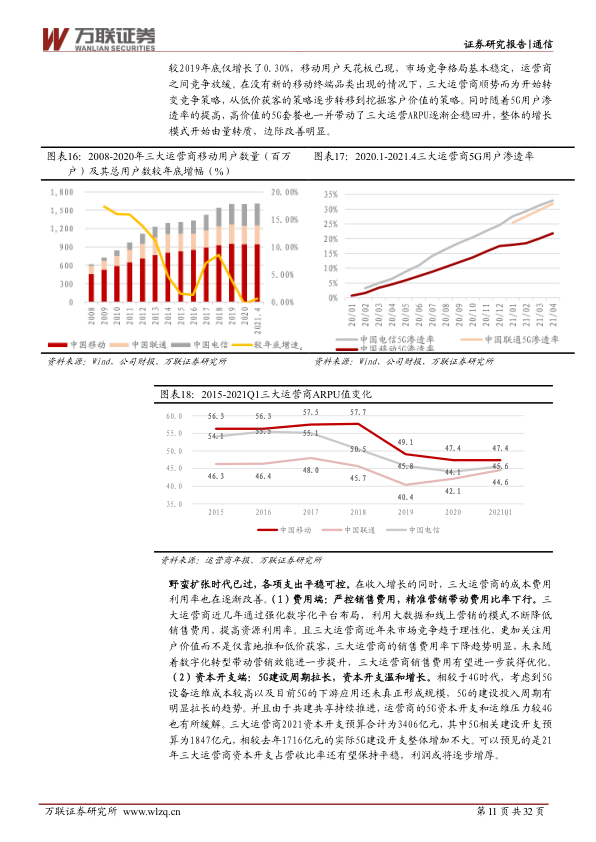 万联证券
WANLIAN SECURITIES
证券研究报告|通信
较2019年底仅增长了0.30%，移动用户天花板已现，市场竞争格局基本稳定，运营商
之间竞争放缓。在没有新的移动终端品类出现的情况下，三大运营商顺势而为开始转
变竞争策略，从低价获客的策略逐步转移到挖掘客户价值的策略。同时随着5G用户渗
透率的提高，高价值的5G套餐也一并带动了三大运营ARPU逐渐企稳回升，整体的增长
模式开始由量转质，边际改善明显。
图表16：2008-2020年三大运营商移动用户数量（百万
户）及其总用户数较年底增幅（%）
1,800
1,500
1,200
900
600
300
0
20.00%
15.00%
10.00%
5.00%
0.00%
2008 2009 2010 2011 2012 2013 2014 2015 2016 2017 2018 2019 2020 2021.4
中国移动 中国联通 中国电信 较年底增速
资料来源：Wind、公司财报、万联证券研究所
图表17：2020.1-2021.4三大运营商5G用户渗透率
35%
30%
25%
20%
15%
10%
5%
0%
20/01 20/02 20/03 20/04 20/05 20/06 20/07 20/08 20/09 20/10 20/11 20/12 21/01 21/02 21/03 21/04
中国电信5G渗透率 中国联通5G渗透率
中国移动5G渗透率
资料来源：Wind、公司财报、万联证券研究所
图表18：2015-2021Q1三大运营商ARPU值变化
65.0
55.0
45.0
35.0
60.0
56.3 56.3 57.5 57.7 49.1 47.4 47.4
54.1 55.5 55.1 50.5 45.8 44.1 45.6
46.3 46.4 48.0 45.7 40.4 42.1 44.6
2015 2016 2017 2018 2019 2020 2021Q1
中国移动 中国联通 中国电信
资料来源：运营商年报、万联证券研究所
野蛮扩张时代已过，各项支出平稳可控。在收入增长的同时，三大运营商的成本费用
利用率也在逐渐改善。（1）费用端：严控销售费用，精准营销带动费用比率下行。三大
运营商近几年通过强化数字化平台布局，利用大数据和线上营销的模式不断降低
销售费用，提高资源利用率。且三大运营商近年来市场竞争趋于理性化，更加关注用
户价值而不是仅靠地推和低价获客，三大运营商的销售费用率下降趋势明显，未来随
着数字化转型带动营销效能进一步提升，三大运营商销售费用有望进一步获得优化。
（2）资本开支端：5G建设周期拉长，资本开支温和增长。相较于4G时代，考虑到5G
设备运维成本较高以及目前5G的下游应用还未真正形成规模，5G的建设投入周期有
明显拉长的趋势。并且由于共建共享持续推进，运营商的5G资本开支和运维压力较4G
也有所缓解。三大运营商2021资本开支预算合计为3406亿元，其中5G相关建设开支预
算为1847亿元，相较去年1716亿元的实际5G建设开支整体增加不大。可以预见的是21
年三大运营商资本开支占营收比率还有望保持平稳，利润或将逐步增厚。
万联证券研究所 www.wlzq.cn
第 11 页 共 32 页